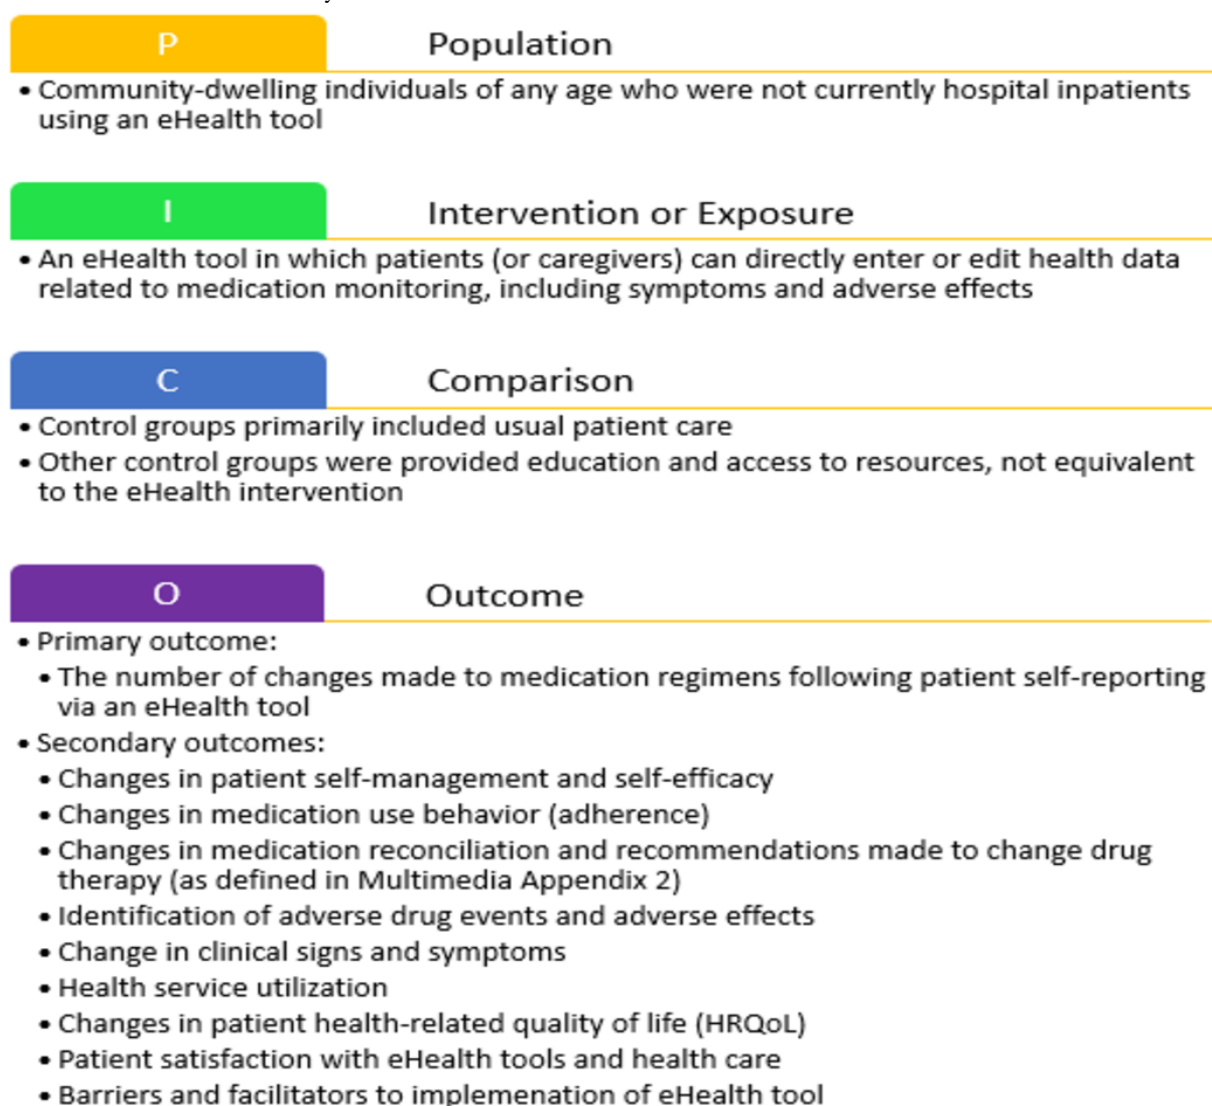 P Population
• Community-dwelling individuals of any age who were not currently hospital inpatients
using an eHealth tool
I Intervention or Exposure
• An eHealth tool in which patients (or caregivers) can directly enter or edit health data
related to medication monitoring, including symptoms and adverse effects
C Comparison
• Control groups primarily included usual patient care
• Other control groups were provided education and access to resources, not equivalent
to the eHealth intervention
O Outcome
• Primary outcome:
• The number of changes made to medication regimens following patient self-reporting
via an eHealth tool
• Secondary outcomes:
• Changes in patient self-management and self-efficacy
• Changes in medication use behavior (adherence)
• Changes in medication reconciliation and recommendations made to change drug
therapy (as defined in Multimedia Appendix 2)
• Identification of adverse drug events and adverse effects
• Change in clinical signs and symptoms
• Health service utilization
• Changes in patient health-related quality of life (HRQoL)
• Patient satisfaction with eHealth tools and health care
• Barriers and facilitators to implemenation of eHealth tool